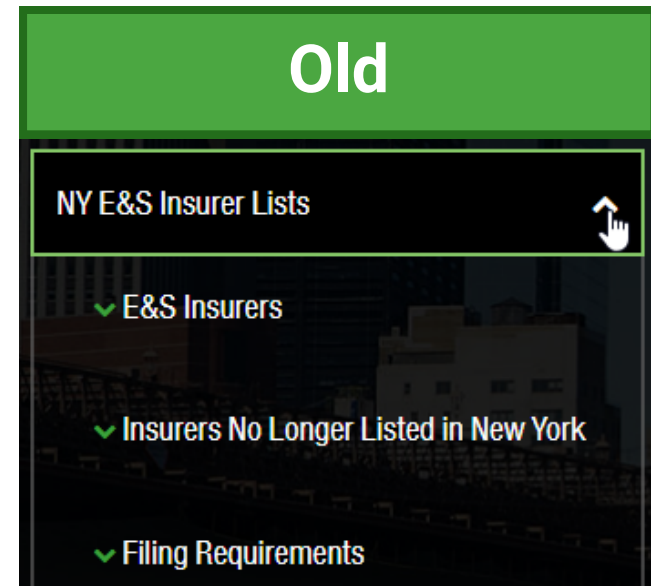 Old
NY E&S Insurer Lists
E&S Insurers
Insurers No Longer Listed in New York
Filing Requirements